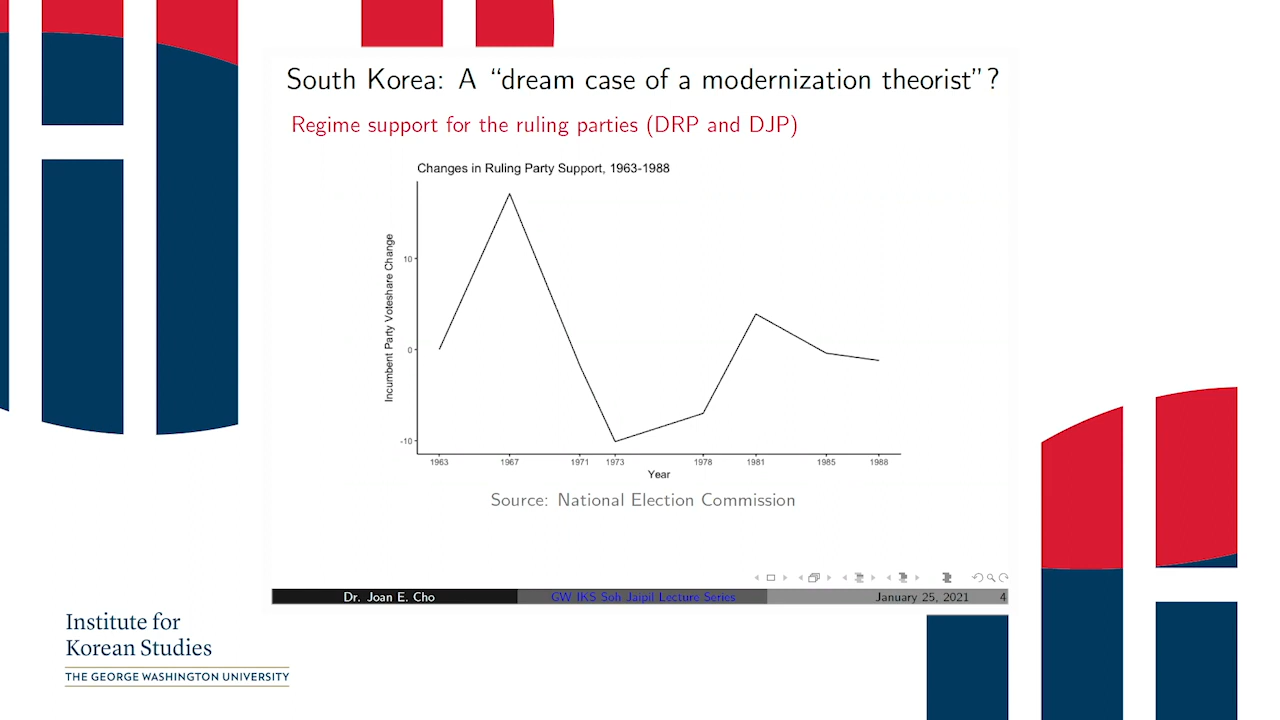 South Korea: A “dream case of a modernization theorist”?
Regime support for the ruling parties (DRP and DJP)
Changes in Ruling Party Support, 1963-1988
Incumbent Party Voteshare Change
10
0
-10
1963 1967 1971 1973 1978 1981 1985 1988
Year
Source: National Election Commission
Dr. Joan E. Cho GW IKS Soh Jaipil Lecture Series January 25, 2021 4
Institute for
Korean Studies
THE GEORGE WASHINGTON UNIVERSITY